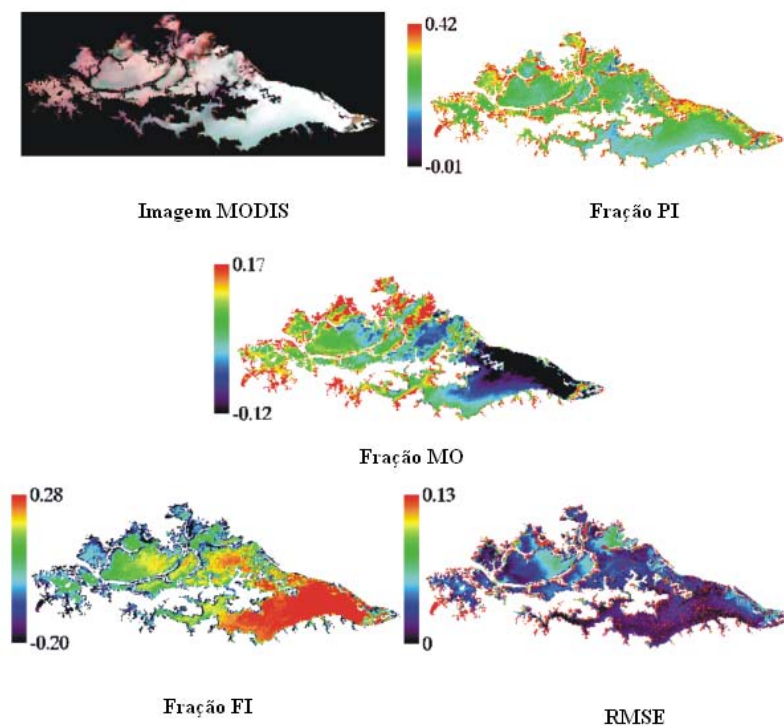 0.42
-0.01
Imagem MODIS
Fração PI
0.17
-0.12
Fração MO
0.28
-0.20
0.13
0
Fração FI
RMSE